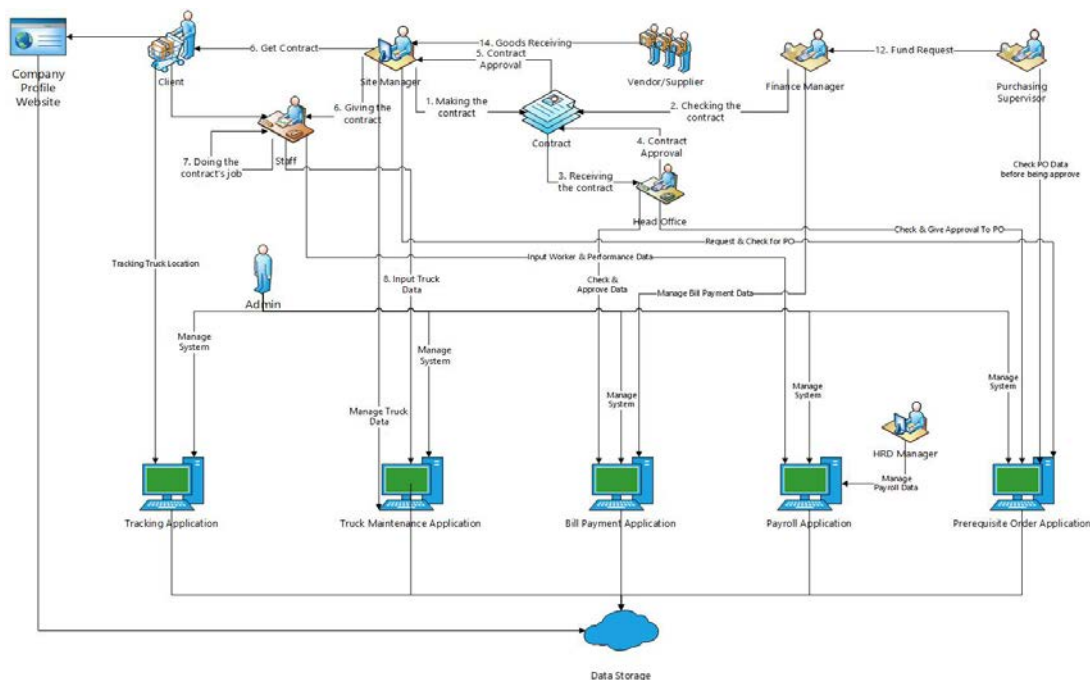 Company
Profile
Website
Client
6. Get Contract
Site Manager
14. Goods Receiving
5. Contract
Approval
Vendor/Supplier
Finance Manager
12. Fund Request
Purchasing
Supervisor
6. Giving the
contract
1. Making the
contract
2. Checking the
contract
Contract
4. Contract
Approval
7. Doing the
contract's job
Staff
3. Receiving
the contract
Head Office
Check PO Data
before being approve
Check & Give Approval To PO
Request & Check for PO
Input Worker & Performance Data
Tracking Truck Location
Admin
8. Input Truck
Data
Check &
Approve Data
Manage Bill Payment Data
Manage
System
Manage
System
Manage
System
Manage
System
Manage
System
Manage Truck
Data
HRD Manager
Manage
Payroll Data
Tracking Application
Truck Maintenance Application
Bill Payment Application
Payroll Application
Prerequisite Order Application
Data Storage